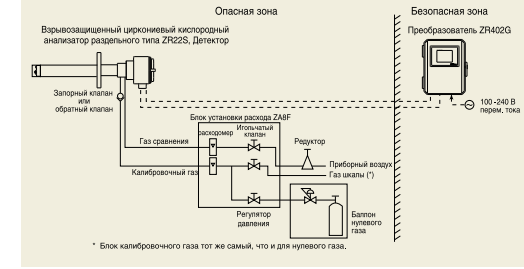 Опасная зона
Безопасная зона
Взрывозащищенный циркониевый кислородный
анализатор раздельного типа ZR22S, Детектор
Преобразователь ZR402G
Запорный клапан
или
обратный клапан
100 -240 В
перем. тока
Блок установки расхода ZA8F
расходомер
Игольчатый
клапан
Редуктор
Газ сравнения
Калибровочный газ
Приборный воздух
Газ шкалы (*)
Регулятор
давления
Баллон
нулевого
газа
* Блок калибровочного газа тот же самый, что и для нулевого газа.